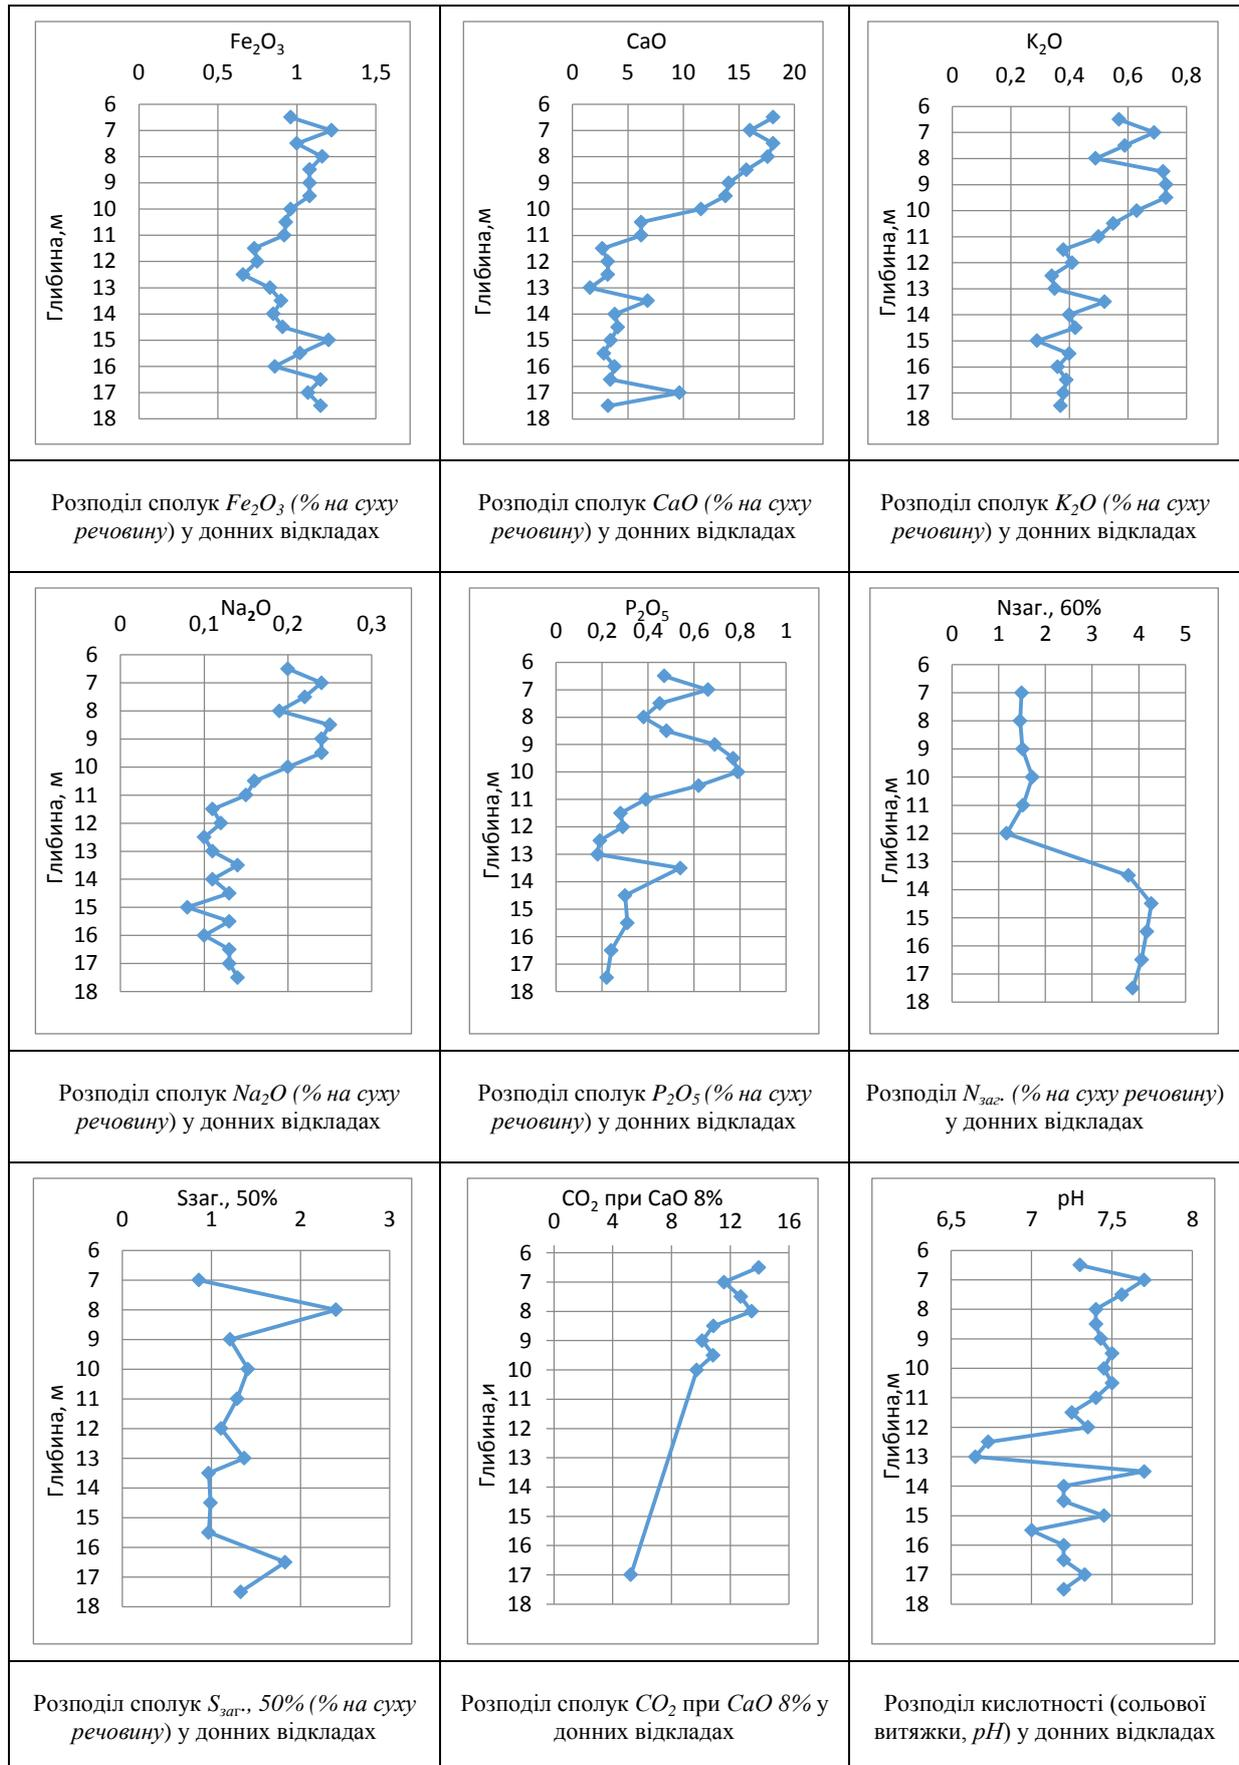 Fe₂O₃
0 0,5 1 1,5
6
7
8
9
10
11
12
13
14
15
16
17
18
Глибина,м
CaO
0 5 10 15 20
6
7
8
9
10
11
12
13
14
15
16
17
18
Глибина,м
K₂O
0 0,2 0,4 0,6 0,8
6
7
8
9
10
11
12
13
14
15
16
17
18
Глибина,м
Розподіл сполук Fe₂O₃ (% на суху
речовину) у донних відкладах
Розподіл сполук CaO (% на суху
речовину) у донних відкладах
Розподіл сполук K₂O (% на суху
речовину) у донних відкладах
Na₂O
0 0,1 0,2 0,3
6
7
8
9
10
11
12
13
14
15
16
17
18
Глибина, м
P₂O₅
0 0,2 0,4 0,6 0,8 1
6
7
8
9
10
11
12
13
14
15
16
17
18
Глибина,м
Nзаг., 60%
0 1 2 3 4 5
6
7
8
9
10
11
12
13
14
15
16
17
18
Глибина,м
Розподіл сполук Na₂O (% на суху
речовину) у донних відкладах
Розподіл сполук P₂O₅ (% на суху
речовину) у донних відкладах
Розподіл Nзаг. (% на суху речовину)
у донних відкладах
Sзаг., 50%
0 1 2 3
6
7
8
9
10
11
12
13
14
15
16
17
18
Глибина, м
CO₂ при CaO 8%
0 4 8 12 16
6
7
8
9
10
11
12
13
14
15
16
17
18
Глибина,и
pH
6,5 7 7,5 8
6
7
8
9
10
11
12
13
14
15
16
17
18
Глибина,м
Розподіл сполук Sзаг., 50% (% на суху
речовину) у донних відкладах
Розподіл сполук CO₂ при CaO 8% у
донних відкладах
Розподіл кислотності (сольової
витяжки, pH) у донних відкладах